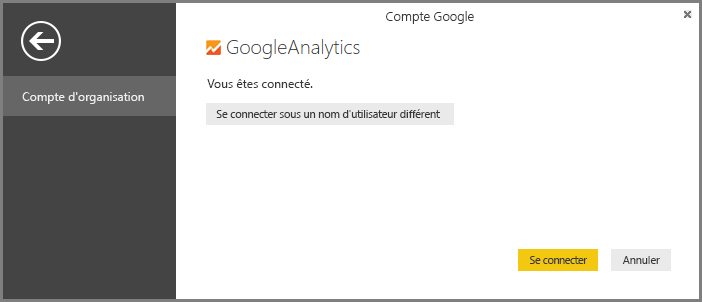 Compte Google
GoogleAnalytics
Vous êtes connecté.
Compte d'organisation
Se connecter sous un nom d'utilisateur différent
Se connecter
Annuler